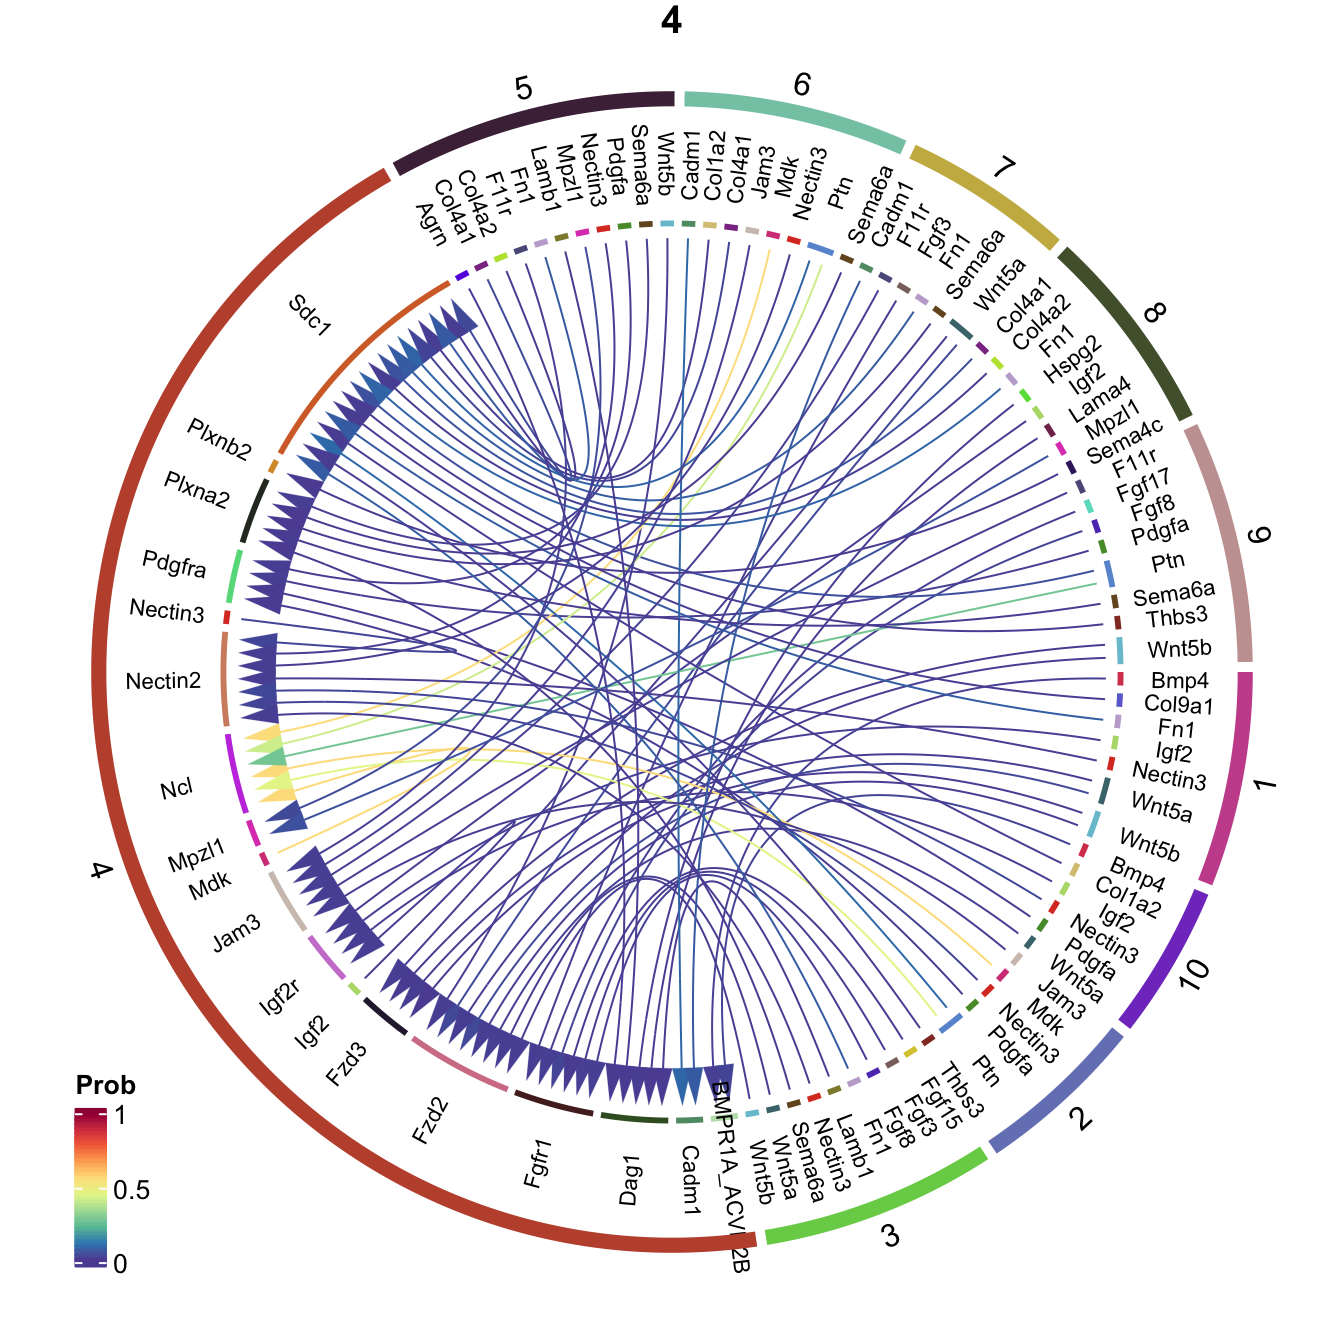 4
5
Agrn
Col4a1
Col4a2
F11r
Fn1
Lamb1
Mpzl1
Nectin3
Pdgfa
Sema6a
Wnt5b
6
Cadm1
Col1a2
Col4a1
Jam3
Mdk
Nectin3
Ptn
Sema6a
7
Cadm1
F11r
Fgf3
Fn1
Sema6a
Wnt5a
8
Col4a1
Col4a2
Fn1
Hspg2
Igf2
Lama4
Mpzl1
Sema4c
9
F11r
Fgf17
Fgf8
Pdgfa
Ptn
Sema6a
Thbs3
Wnt5b
1
Bmp4
Col9a1
Fn1
Igf2
Nectin3
Wnt5a
Wnt5b
10
Bmp4
Col1a2
Igf2
Nectin3
Pdgfa
Wnt5a
2
Jam3
Mdk
Nectin3
Pdgfa
Ptn
Thbs3
3
Fgf15
Fgf3
Fgf8
Fn1
Lamb1
Nectin3
Sema6a
Wnt5a
Wnt5b
4
BMPR1A_ACVR2B
Cadm1
Dag1
Fgfr1
Fzd2
Fzd3
Igf2
Igf2r
Jam3
Mdk
Mpzl1
Ncl
Nectin2
Nectin3
Pdgfra
Plxna2
Plxnb2
Sdc1
Prob
1
0.5
0